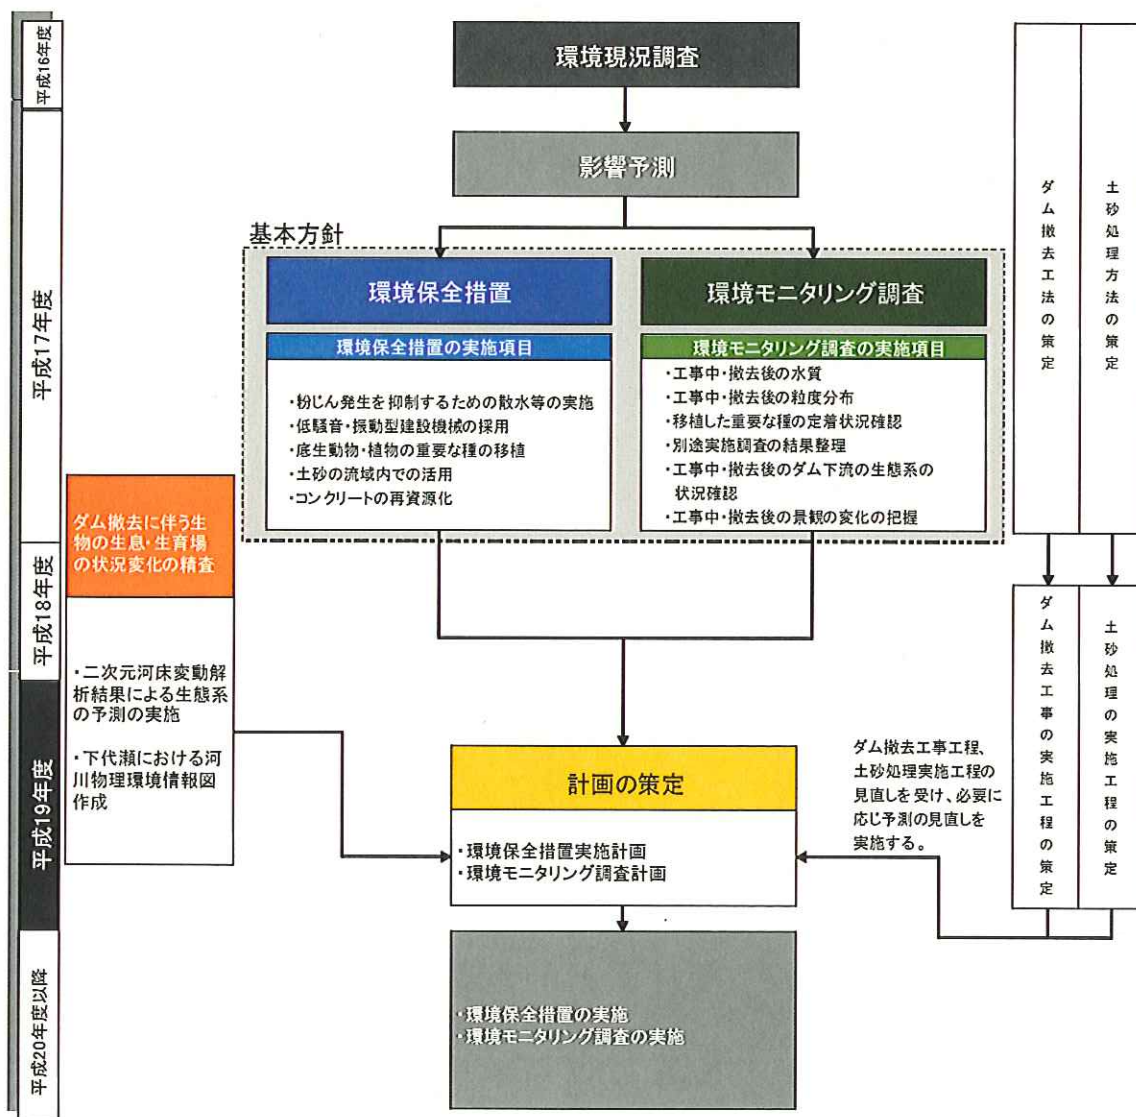 平成16年度
平成17年度
平成18年度
平成19年度
平成20年度以降
環境現況調査
影響予測
基本方針
環境保全措置
環境保全措置の実施項目
・粉じん発生を抑制するための散水等の実施
・低騒音・振動型建設機械の採用
・底生動物・植物の重要な種の移植
・土砂の流域内での活用
・コンクリートの再資源化
環境モニタリング調査
環境モニタリング調査の実施項目
・工事中・撤去後の水質
・工事中・撤去後の粒度分布
・移植した重要な種の定着状況確認
・別途実施調査の結果整理
・工事中・撤去後のダム下流の生態系の
状況確認
・工事中・撤去後の景観の変化の把握
ダム撤去に伴う生
物の生息・生育場
の状況変化の精査
・二次元河床変動解
析結果による生態系
の予測の実施
・下代瀬における河
川物理環境情報図
作成
計画の策定
・環境保全措置実施計画
・環境モニタリング調査計画
・環境保全措置の実施
・環境モニタリング調査の実施
ダム撤去工事工程、
土砂処理実施工程の
見直しを受け、必要に
応じ予測の見直しを
実施する。
ダム撤去工法の策定
土砂処理方法の策定
ダム撤去工事の実施工程の策定
土砂処理の実施工程の策定